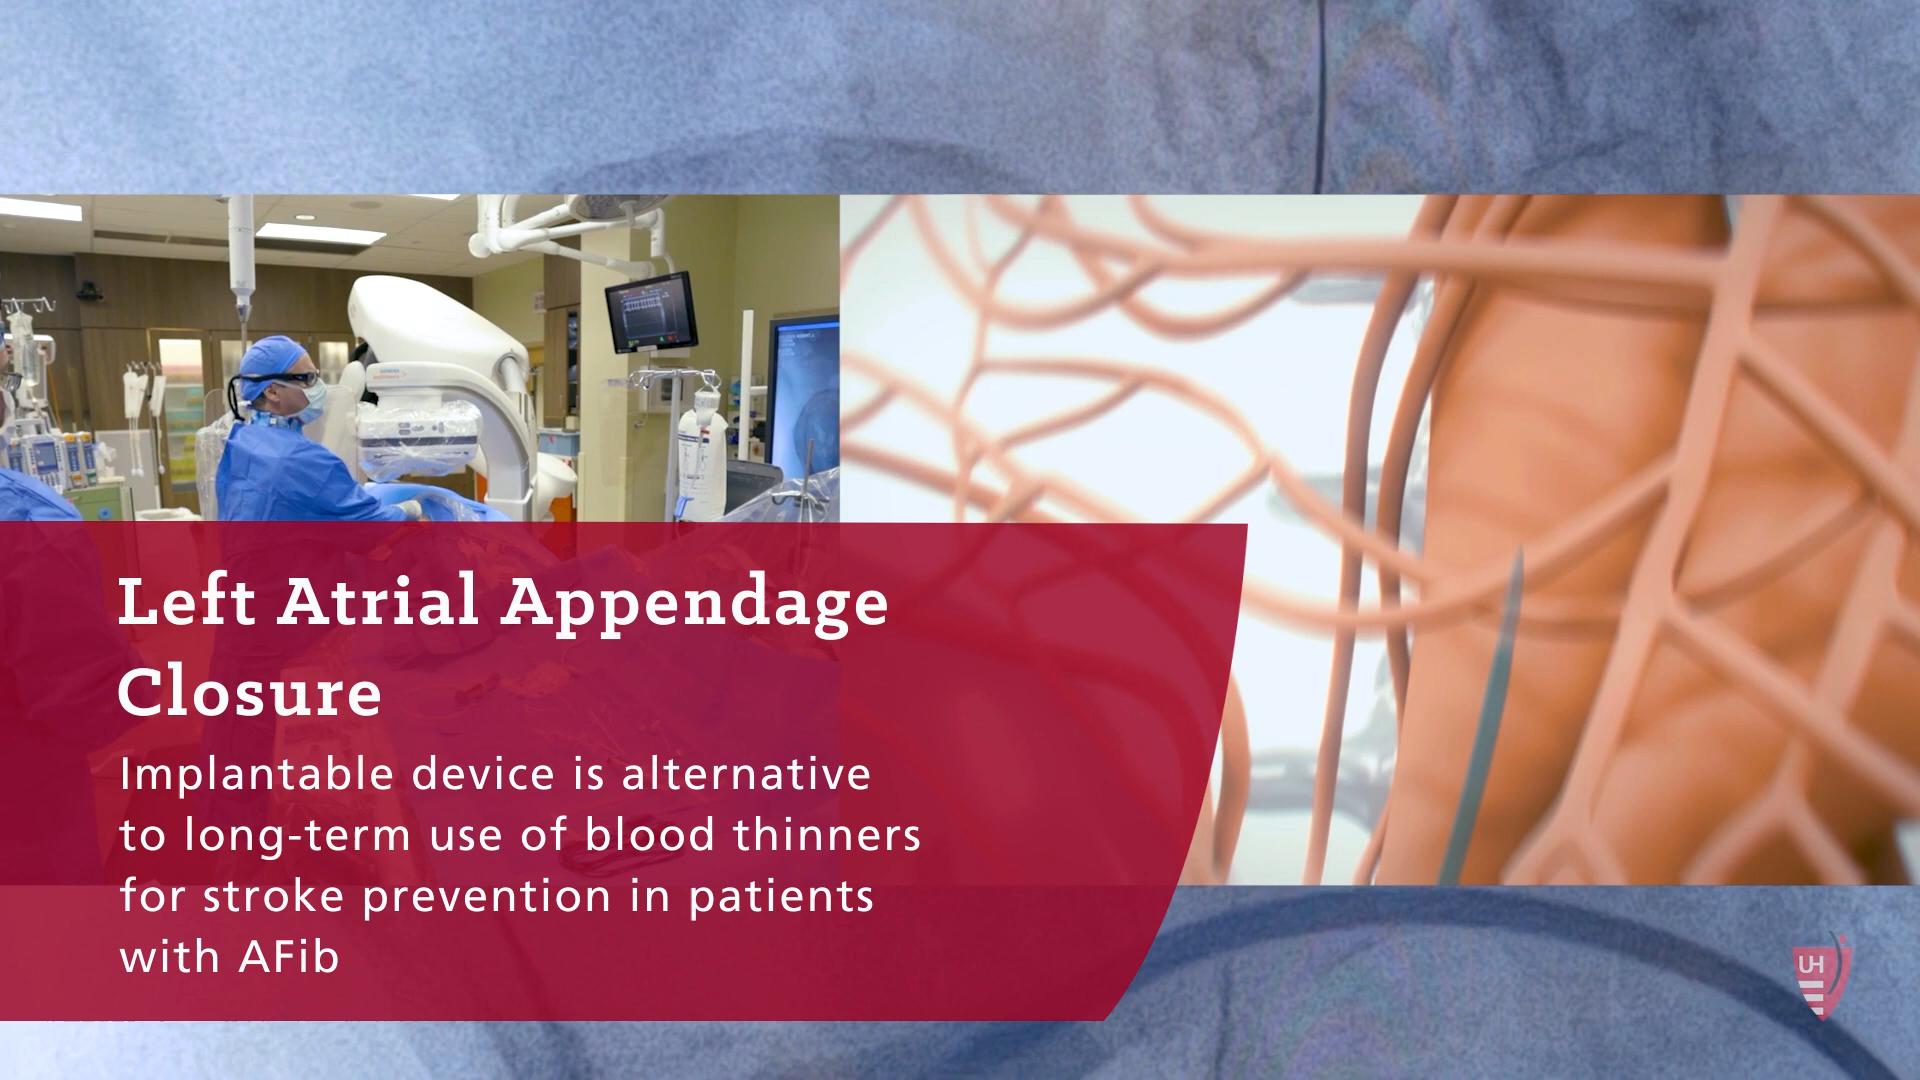 Left Atrial Appendage
Closure
Implantable device is alternative
to long-term use of blood thinners
for stroke prevention in patients
with AFib
UH